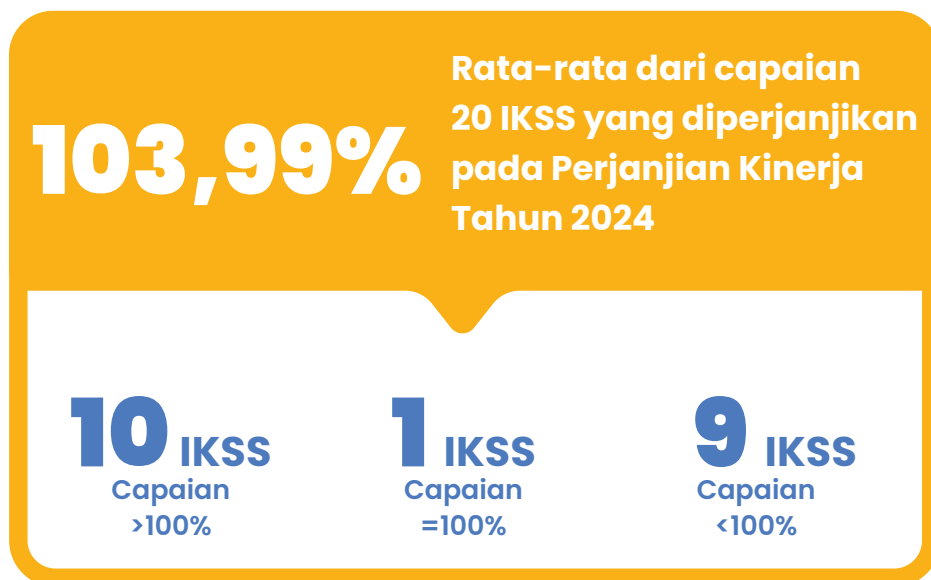 103,99%
Rata-rata dari capaian
20 IKSS yang diperjanjikan
pada Perjanjian Kinerja
Tahun 2024
10 IKSS
Capaian
>100%
1 IKSS
Capaian
=100%
9 IKSS
Capaian
<100%